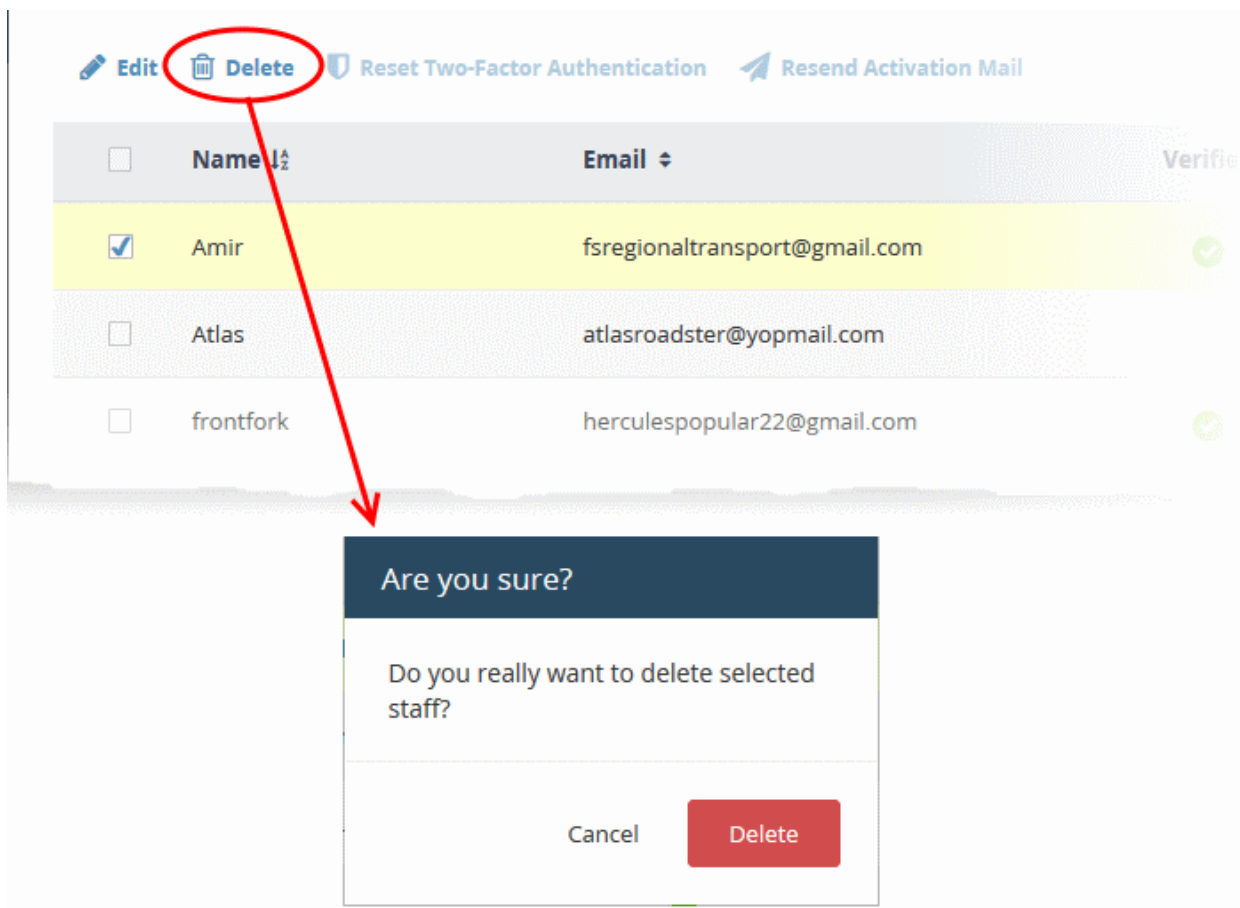 Edit Delete Reset Two-Factor Authentication Resend Activation Mail
Name Email Verifie
Amir fsregionaltransport@gmail.com
Atlas atlasroadster@yopmail.com
frontfork herculespopular22@gmail.com
Are you sure?
Do you really want to delete selected
staff?
Cancel Delete